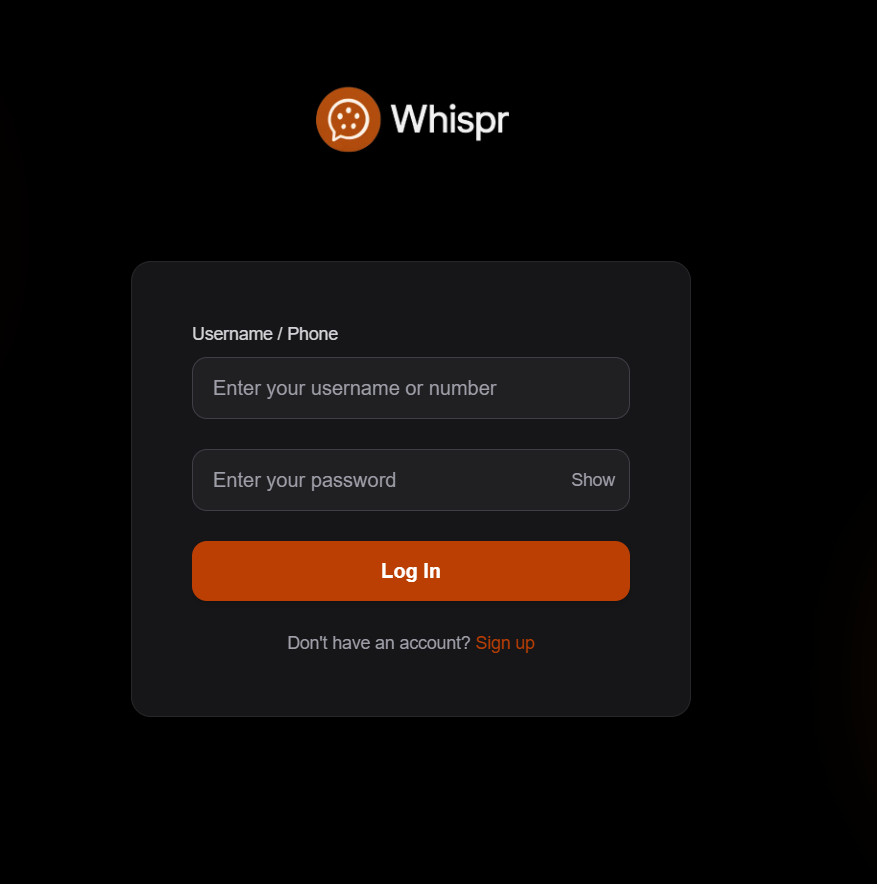 Whispr
Username / Phone
Enter your username or number
Enter your password Show
Log In
Don't have an account? Sign up